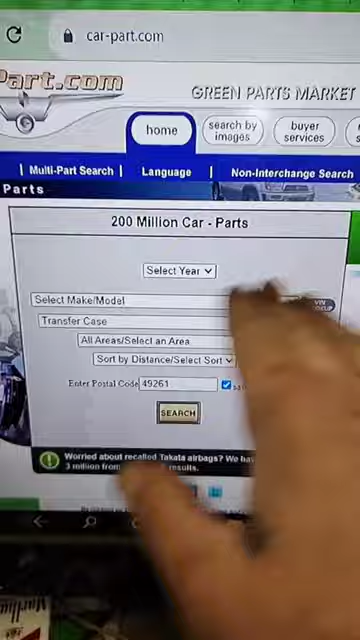 car-part.com
Part.com
GREEN PARTS MARKET
home
search by images
buyer services
Multi-Part Search | Language | Non-Interchange Search
Parts
200 Million Car - Parts
Select Year
Select Make/Model
Transfer Case
All Areas/Select an Area
Sort by Distance/Select Sort
Enter Postal Code 49261
SEARCH
Worried about recalled Takata airbags? We
3 million from results.